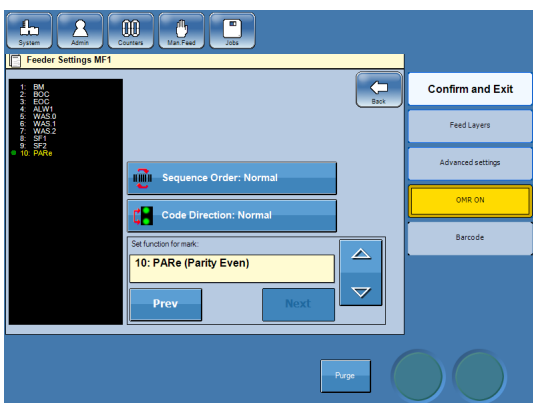 System
Admin
Counters
Man.Feed
Jobs
Feeder Settings MF1
1: BM
2: BOC
3: EOC
4: ALW1
5: WAS.0
6: WAS.1
7: WAS.2
8: SF1
9: SF2
10: PARe
Back
Sequence Order: Normal
Code Direction: Normal
Set function for mark:
10: PARe (Parity Even)
Prev
Next
Confirm and Exit
Feed Layers
Advanced settings
OMR ON
Barcode
Purge